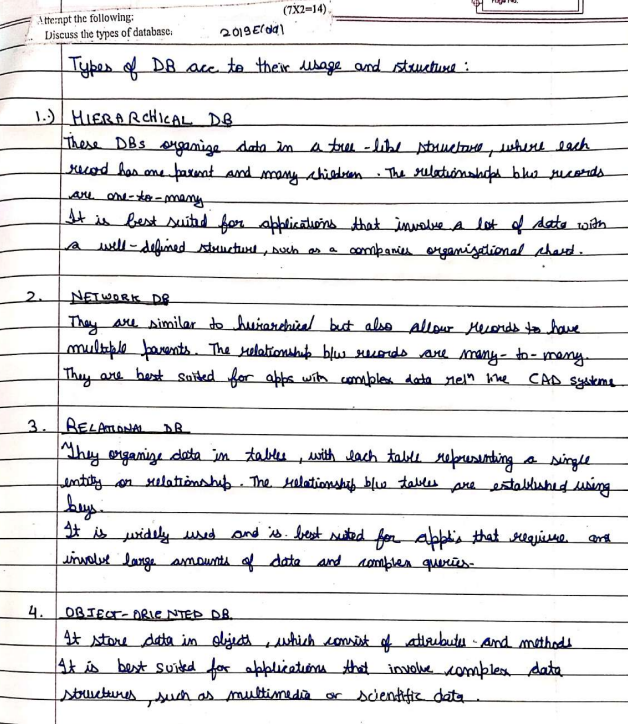 (7X2=14)
Page No.
Attempt the following:
Discuss the types of database.
2019E(dd)
Types of DB acc to their usage and structure :
1.) HIERARCHICAL DB
These DBs organize data in a tree-like structure, where each
record has one parent and many children. The relationships b/w records
are one-to-many
It is best suited for applications that involve a lot of data with
a well-defined structure, such as a companies organizational chard.
2. NETWORK DB
They are similar to heirarchical but also allow records to have
multiple parents. The relationship b/w records are many-to-many.
They are best suited for apps with complex data relⁿ like CAD systems
3. RELATIONAL DB
They organize data in tables, with each table representing a single
entity or relationship. The relationship b/w tables are established using
keys.
It is widely used and is best suited for appl's that requiure and
involve large amounts of data and complex queries.
4. OBJECT-ORIENTED DB.
It store data in objects, which consist of attributes and methods
It is best suited for applications that involve complex data
structures, such as multimedia or scientific data.